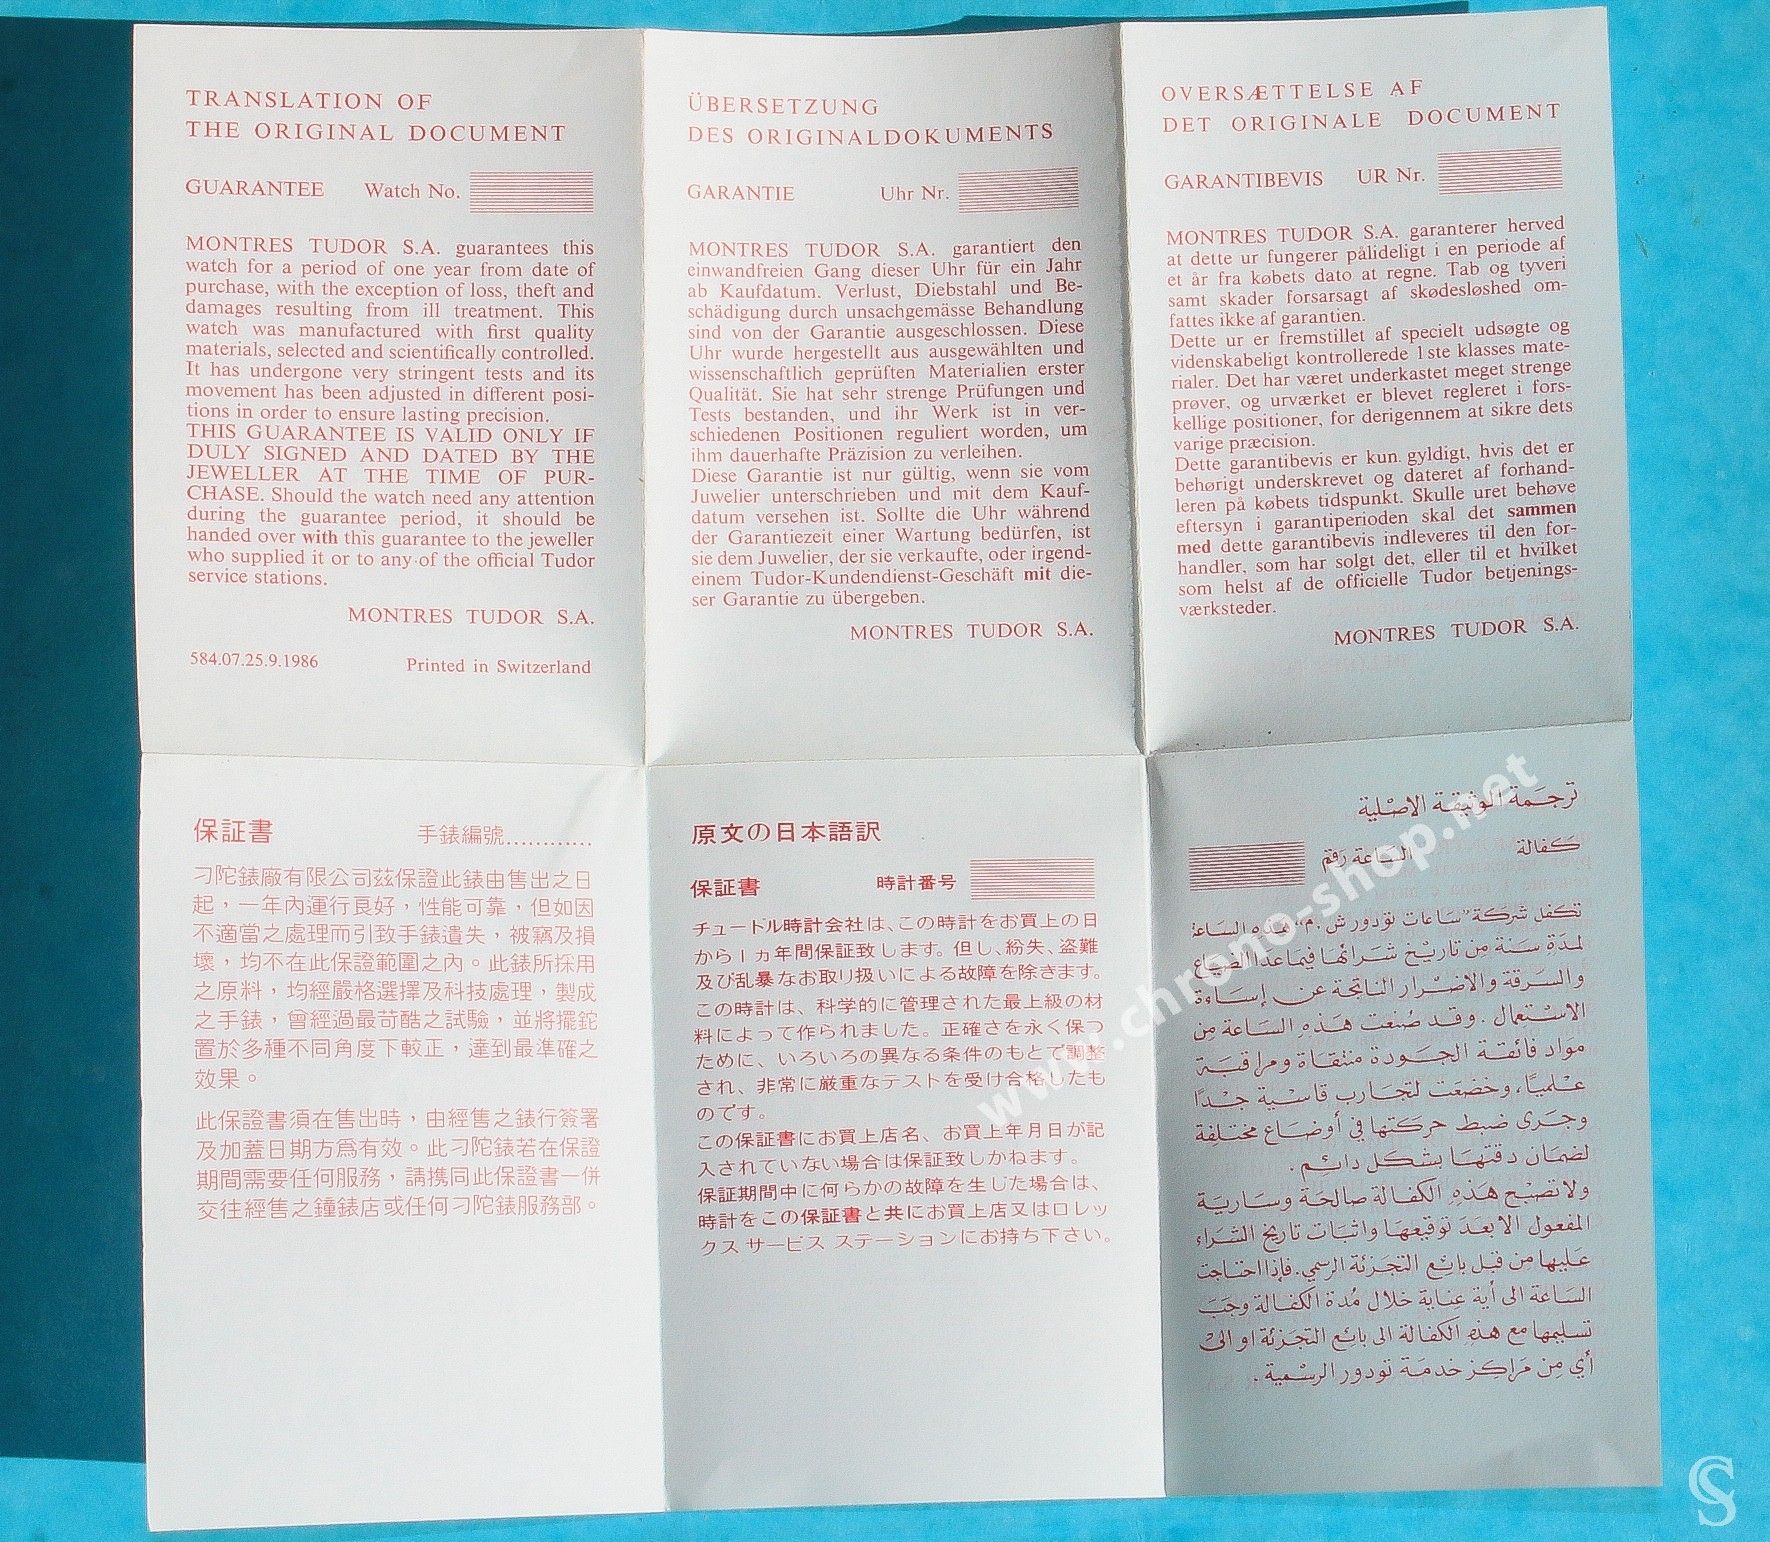 TRANSLATION OF
THE ORIGINAL DOCUMENT
GUARANTEE Watch No.
MONTRES TUDOR S.A. guarantees this
watch for a period of one year from date of
purchase, with the exception of loss, theft and
damages resulting from ill treatment. This
watch was manufactured with first quality
materials, selected and scientifically controlled.
It has undergone very stringent tests and its
movement has been adjusted in different posi-
tions in order to ensure lasting precision.
THIS GUARANTEE IS VALID ONLY IF
DULY SIGNED AND DATED BY THE
JEWELLER AT THE TIME OF PUR-
CHASE. Should the watch need any attention
during the guarantee period, it should be
handed over with this guarantee to the jeweller
who supplied it or to any of the official Tudor
service stations.
MONTRES TUDOR S.A.
584.07.25.9.1986 Printed in Switzerland
ÜBERSETZUNG
DES ORIGINALDOKUMENTS
GARANTIE Uhr Nr.
MONTRES TUDOR S.A. garantiert den
einwandfreien Gang dieser Uhr für ein Jahr
ab Kaufdatum. Verlust, Diebstahl und Be-
schädigung durch unsachgemässe Behandlung
sind von der Garantie ausgeschlossen. Diese
Uhr wurde hergestellt aus ausgewählten und
wissenschaftlich geprüften Materialien erster
Qualität. Sie hat sehr strenge Prüfungen und
Tests bestanden, und ihr Werk ist in ver-
schiedenen Positionen reguliert worden, um
ihm dauerhafte Präzision zu verleihen.
Diese Garantie ist nur gültig, wenn sie vom
Juwelier unterschrieben und mit dem Kauf-
datum versehen ist. Sollte die Uhr während
der Garantiezeit einer Wartung bedürfen, ist
sie dem Juwelier, der sie verkaufte, oder irgend-
einem Tudor-Kundendienst-Geschäft mit die-
ser Garantie zu übergeben.
MONTRES TUDOR S.A.
OVERSÆTTELSE AF
DET ORIGINALE DOCUMENT
GARANTIBEVIS UR Nr.
MONTRES TUDOR S.A. garanterer herved
at dette ur fungerer pålideligt i en periode af
et år fra købets dato at regne. Tab og tyveri
samt skader forsarsagt af skødesløshed om-
fattes ikke af garantien.
Dette ur er fremstillet af specielt udsøgte og
videnskabeligt kontrollerede 1ste klasses mate-
rialer. Det har været underkastet meget strenge
prøver, og urværket er blevet regleret i fors-
kellige positioner, for derigennem at sikre dets
varige præcision.
Dette garantibevis er kun gyldigt, hvis det er
behørigt underskrevet og dateret af forhand-
leren på købets tidspunkt. Skulle uret behøve
eftersyn i garantiperioden skal det sammen
med dette garantibevis indleveres til den for-
handler, som har solgt det, eller til et hvilket
som helst af de officielle Tudor betjenings-
værksteder.
MONTRES TUDOR S.A.
保証書 手錶編號............
刁陀錶廠有限公司茲保證此錶由售出之日
起，一年內運行良好，性能可靠，但如因
不適當之處理而引致手錶遺失，被竊及損
壞，均不在此保證範圍之內。此錶所採用
之原料，均經嚴格選擇及科技處理，製成
之手錶，曾經過最苛酷之試驗，並將擺鉈
置於多種不同角度下較正，達到最準確之
效果。
此保證書須在售出時，由經售之錶行簽署
及加蓋日期方爲有效。此刁陀錶若在保證
期間需要任何服務，請携同此保證書一併
交往經售之鐘錶店或任何刁陀錶服務部。
原文の日本語訳
保証書 時計番号
チュードル時計会社は、この時計をお買上の日
から1ヵ年間保証致します。但し、紛失、盗難
及び乱暴なお取り扱いによる故障を除きます。
この時計は、科学的に管理された最上級の材
料によって作られました。正確さを永く保つ
ために、いろいろの異なる条件のもとで調整
され、非常に厳重なテストを受け合格したも
のです。
この保証書にお買上店名、お買上年月日が記
入されていない場合は保証致しかねます。
保証期間中に何らかの故障を生じた場合は、
時計をこの保証書と共にお買上店又はロレッ
クス サービス ステーションにお持ち下さい。
ترجمة الوثيقة الاصلية
كفالة الساعة رقم
تكفل شركة "ساعات تودور ش.م." هذه الساعة
لمدة سنة من تاريخ شرائها فيما عدا الضياع
والسرقة والاضرار الناتجة عن إساءة
الاستعمال. وقد صنعت هذه الساعة من
مواد فائقة الجودة منتقاة ومراقبة
علميًا، وخضعت لتجارب قاسية جدًا
وجرى ضبط حركتها في أوضاع مختلفة
لضمان دقتها بشكل دائم.
ولا تصبح هذه الكفالة صالحة وسارية
المفعول الا بعد توقيعها واثبات تاريخ الشراء
عليها من قبل بائع التجزئة الرسمي. فإذا احتاجت
الساعة الى أية عناية خلال مدة الكفالة وجب
تسليمها مع هذه الكفالة الى بائع التجزئة او الى
أي من مراكز خدمة تودور الرسمية.
www.chrono-shop.net